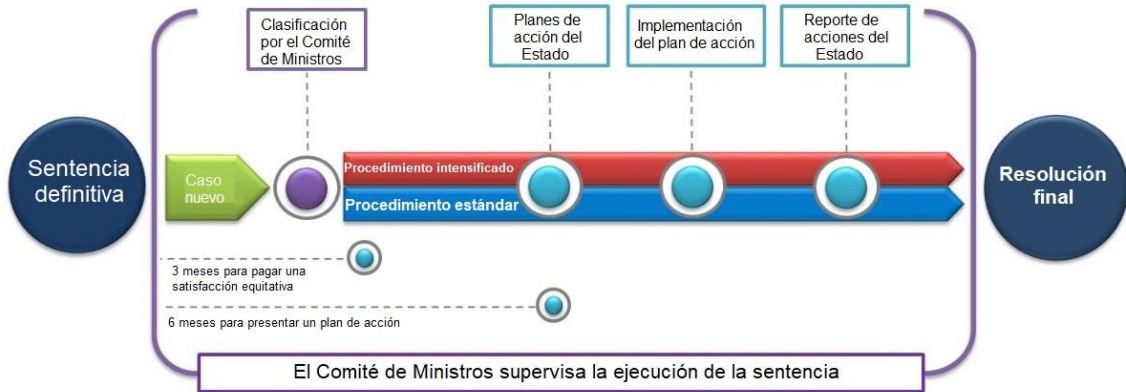 Clasificación
por el Comité
de Ministros
Planes de
acción del
Estado
Implementación
del plan de acción
Reporte de
acciones del
Estado
Sentencia
definitiva
Caso
nuevo
Procedimiento intensificado
Procedimiento estándar
Resolución
final
3 meses para pagar una
satisfacción equitativa
6 meses para presentar un plan de acción
El Comité de Ministros supervisa la ejecución de la sentencia